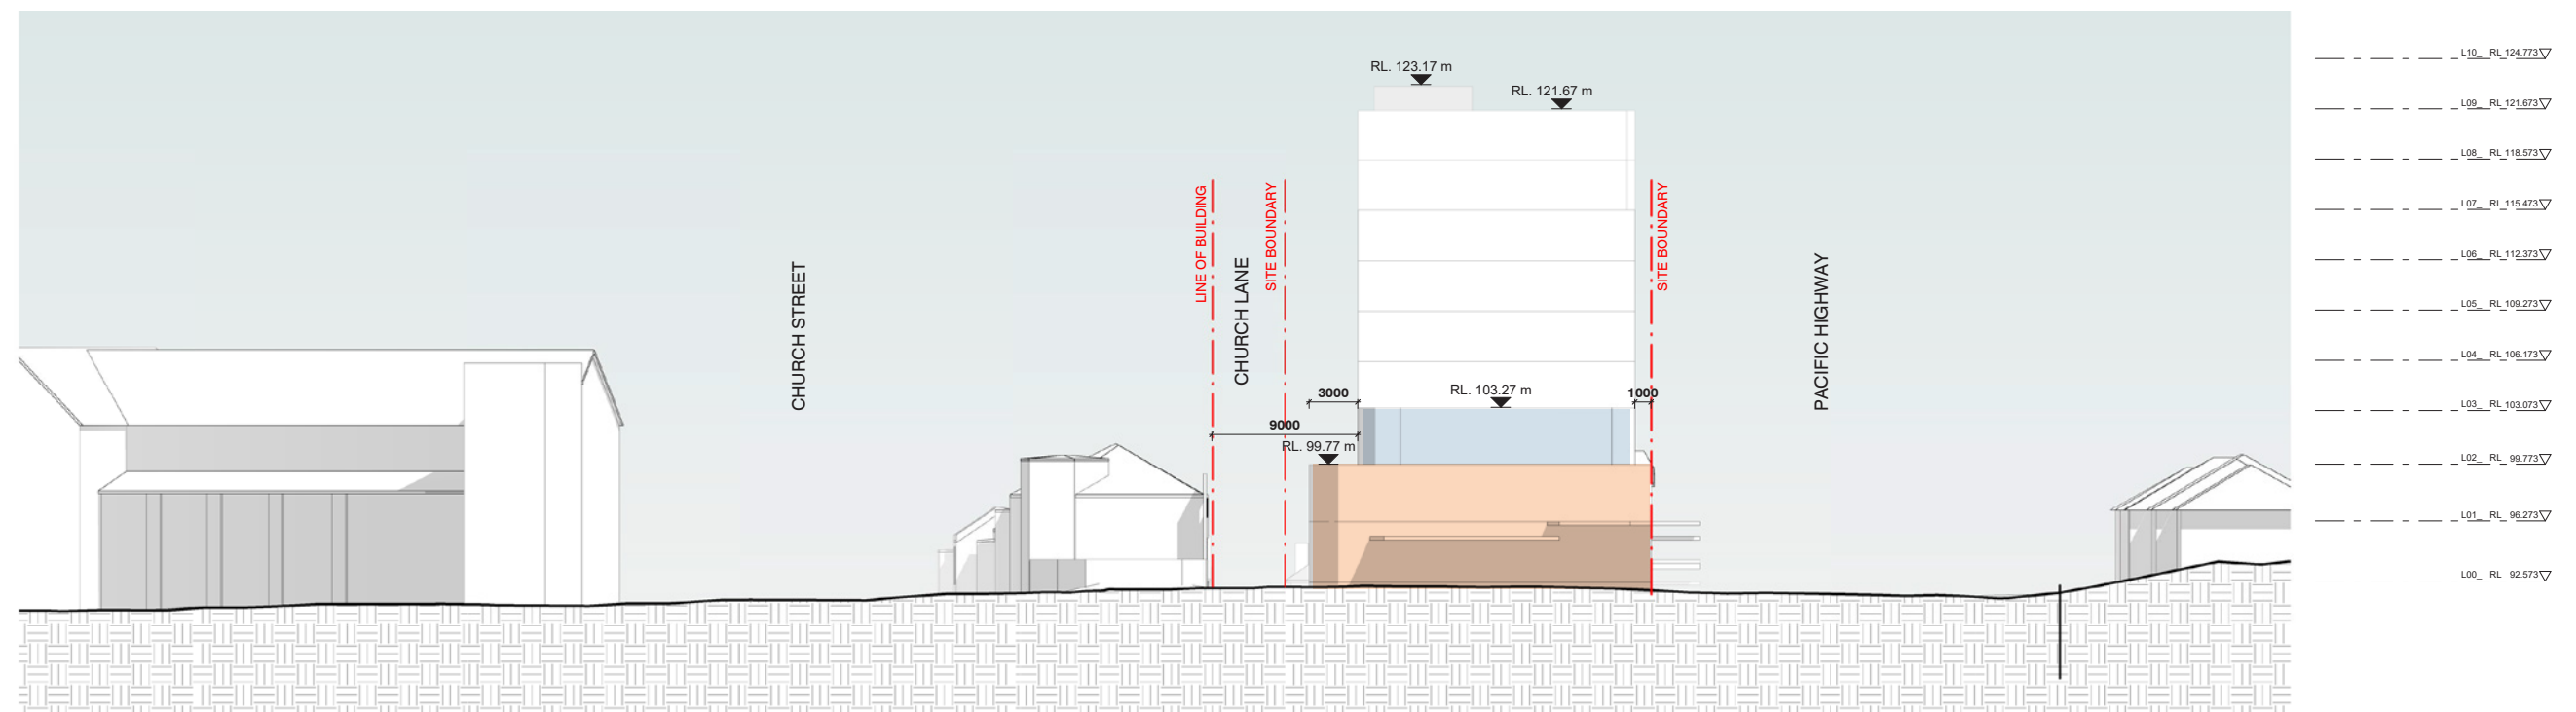 L10_ RL 124.773
RL. 123.17 m
RL. 121.67 m
L09_ RL 121.673
L08_ RL 118.573
L07_ RL 115.473
LINE OF BUILDING
SITE BOUNDARY
SITE BOUNDARY
CHURCH STREET
CHURCH LANE
PACIFIC HIGHWAY
L06_ RL 112.373
L05_ RL 109.273
L04_ RL 106.173
3000
RL. 103.27 m
1000
L03_ RL 103.073
9000
RL. 99.77 m
L02_ RL 99.773
L01_ RL 96.273
L00_ RL 92.573